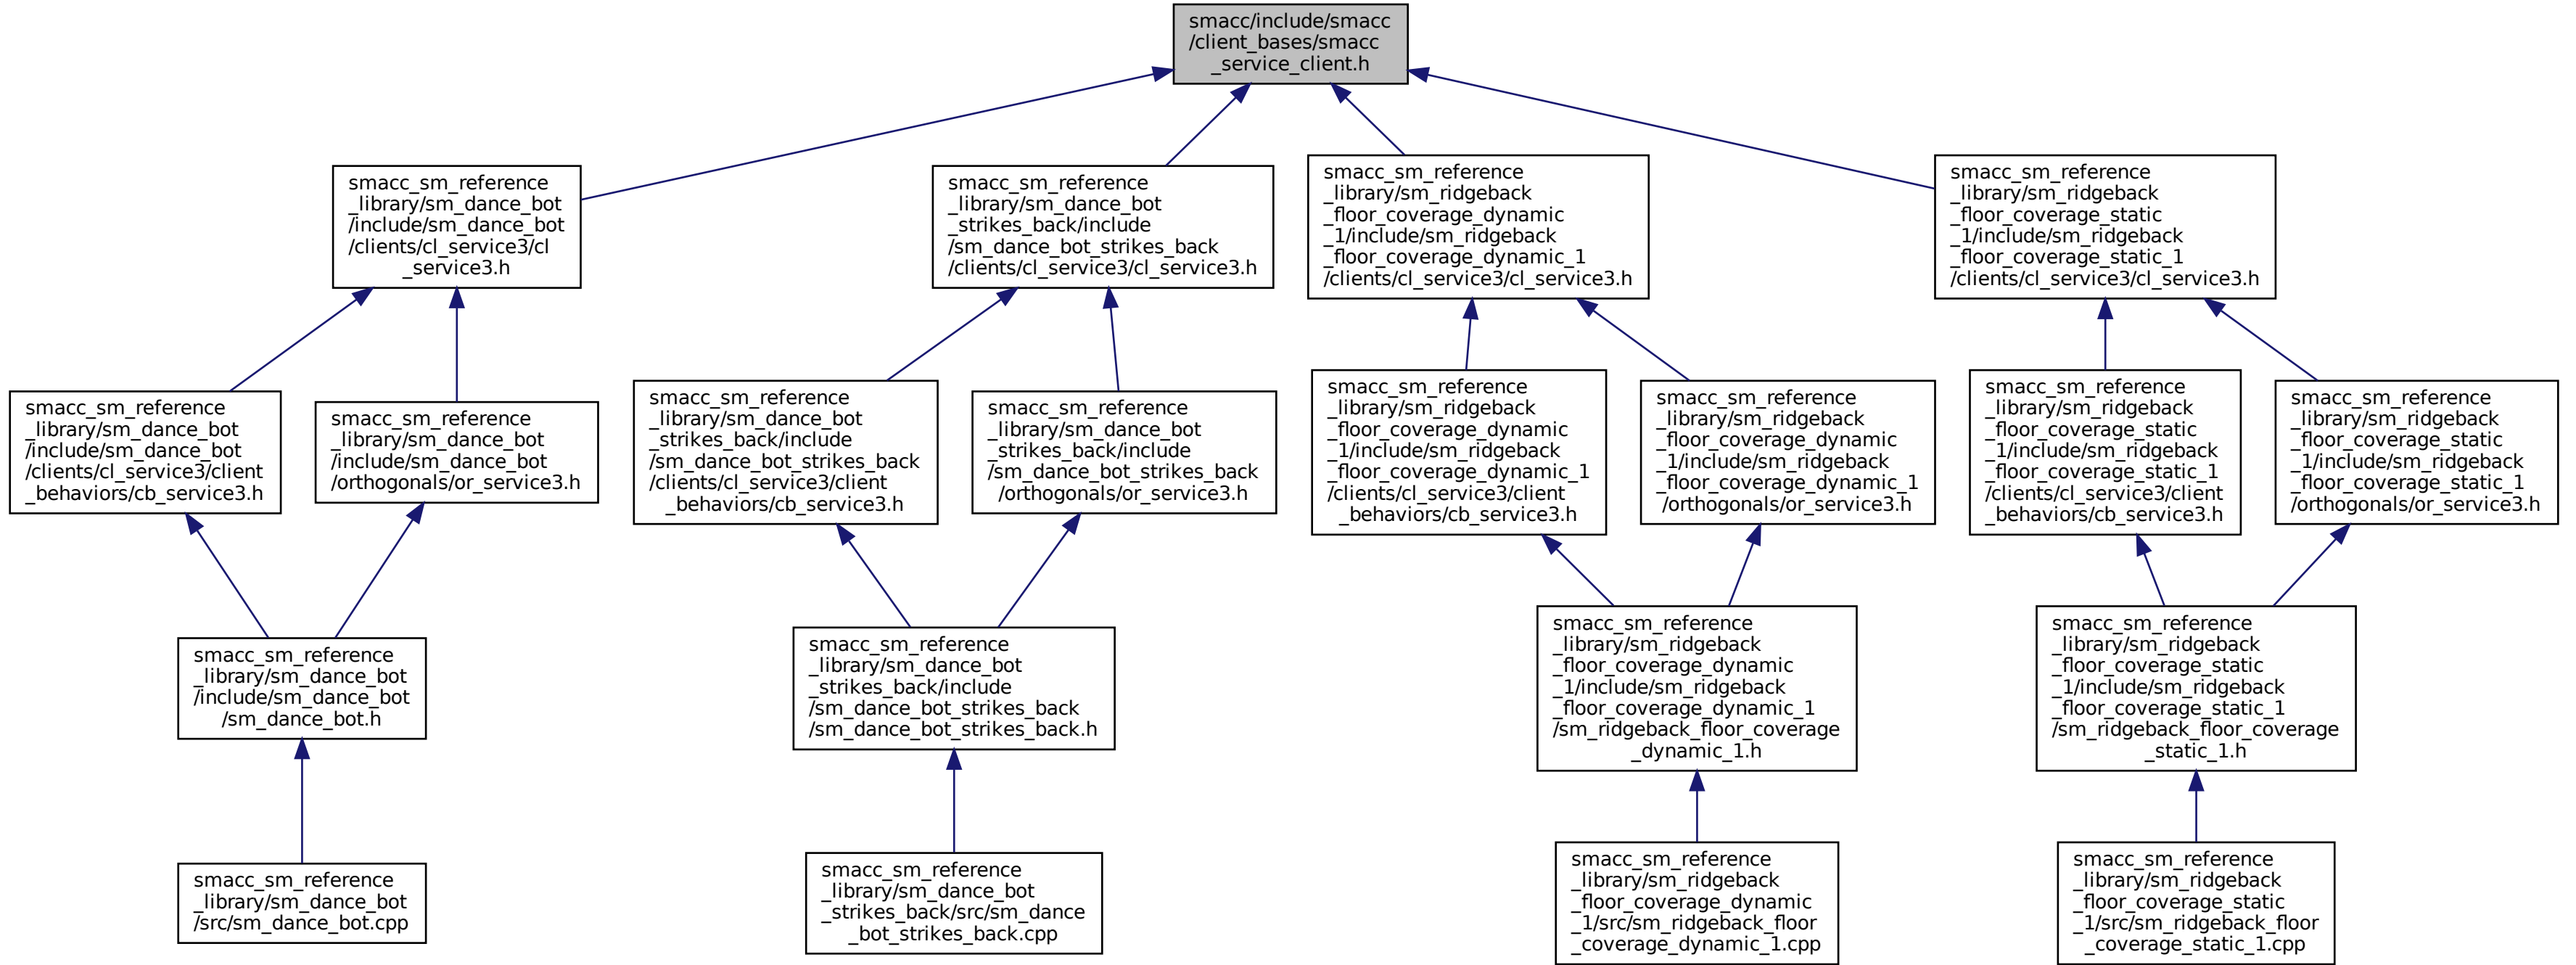 smacc/include/smacc
/client_bases/smacc
_service_client.h
smacc_sm_reference
_library/sm_dance_bot
/include/sm_dance_bot
/clients/cl_service3/cl
_service3.h
smacc_sm_reference
_library/sm_dance_bot
_strikes_back/include
/sm_dance_bot_strikes_back
/clients/cl_service3/cl_service3.h
smacc_sm_reference
_library/sm_ridgeback
_floor_coverage_dynamic
_1/include/sm_ridgeback
_floor_coverage_dynamic_1
/clients/cl_service3/cl_service3.h
smacc_sm_reference
_library/sm_ridgeback
_floor_coverage_static
_1/include/sm_ridgeback
_floor_coverage_static_1
/clients/cl_service3/cl_service3.h
smacc_sm_reference
_library/sm_dance_bot
/include/sm_dance_bot
/clients/cl_service3/client
_behaviors/cb_service3.h
smacc_sm_reference
_library/sm_dance_bot
/include/sm_dance_bot
/orthogonals/or_service3.h
smacc_sm_reference
_library/sm_dance_bot
_strikes_back/include
/sm_dance_bot_strikes_back
/clients/cl_service3/client
_behaviors/cb_service3.h
smacc_sm_reference
_library/sm_dance_bot
_strikes_back/include
/sm_dance_bot_strikes_back
/orthogonals/or_service3.h
smacc_sm_reference
_library/sm_ridgeback
_floor_coverage_dynamic
_1/include/sm_ridgeback
_floor_coverage_dynamic_1
/clients/cl_service3/client
_behaviors/cb_service3.h
smacc_sm_reference
_library/sm_ridgeback
_floor_coverage_dynamic
_1/include/sm_ridgeback
_floor_coverage_dynamic_1
/orthogonals/or_service3.h
smacc_sm_reference
_library/sm_ridgeback
_floor_coverage_static
_1/include/sm_ridgeback
_floor_coverage_static_1
/clients/cl_service3/client
_behaviors/cb_service3.h
smacc_sm_reference
_library/sm_ridgeback
_floor_coverage_static
_1/include/sm_ridgeback
_floor_coverage_static_1
/orthogonals/or_service3.h
smacc_sm_reference
_library/sm_dance_bot
/include/sm_dance_bot
/sm_dance_bot.h
smacc_sm_reference
_library/sm_dance_bot
_strikes_back/include
/sm_dance_bot_strikes_back
/sm_dance_bot_strikes_back.h
smacc_sm_reference
_library/sm_ridgeback
_floor_coverage_dynamic
_1/include/sm_ridgeback
_floor_coverage_dynamic_1
/sm_ridgeback_floor_coverage
_dynamic_1.h
smacc_sm_reference
_library/sm_ridgeback
_floor_coverage_static
_1/include/sm_ridgeback
_floor_coverage_static_1
/sm_ridgeback_floor_coverage
_static_1.h
smacc_sm_reference
_library/sm_dance_bot
/src/sm_dance_bot.cpp
smacc_sm_reference
_library/sm_dance_bot
_strikes_back/src/sm_dance
_bot_strikes_back.cpp
smacc_sm_reference
_library/sm_ridgeback
_floor_coverage_dynamic
_1/src/sm_ridgeback_floor
_coverage_dynamic_1.cpp
smacc_sm_reference
_library/sm_ridgeback
_floor_coverage_static
_1/src/sm_ridgeback_floor
_coverage_static_1.cpp